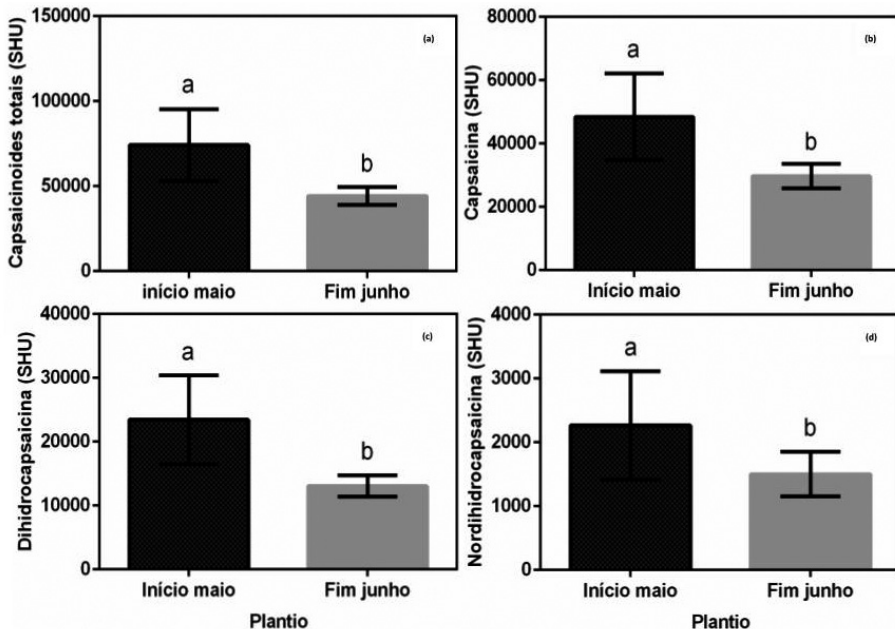 Capsaicinoides totais (SHU)
150000
100000
50000
0
(a)
a
b
início maio
Fim junho
Capsaicina (SHU)
80000
60000
40000
20000
0
(b)
a
b
Início maio
Fim junho
Dihidrocapsaicina (SHU)
40000
30000
20000
10000
0
(c)
a
b
Início maio
Fim junho
Plantio
Nordihidrocapsaicina (SHU)
4000
3000
2000
1000
0
(d)
a
b
Início maio
Fim junho
Plantio